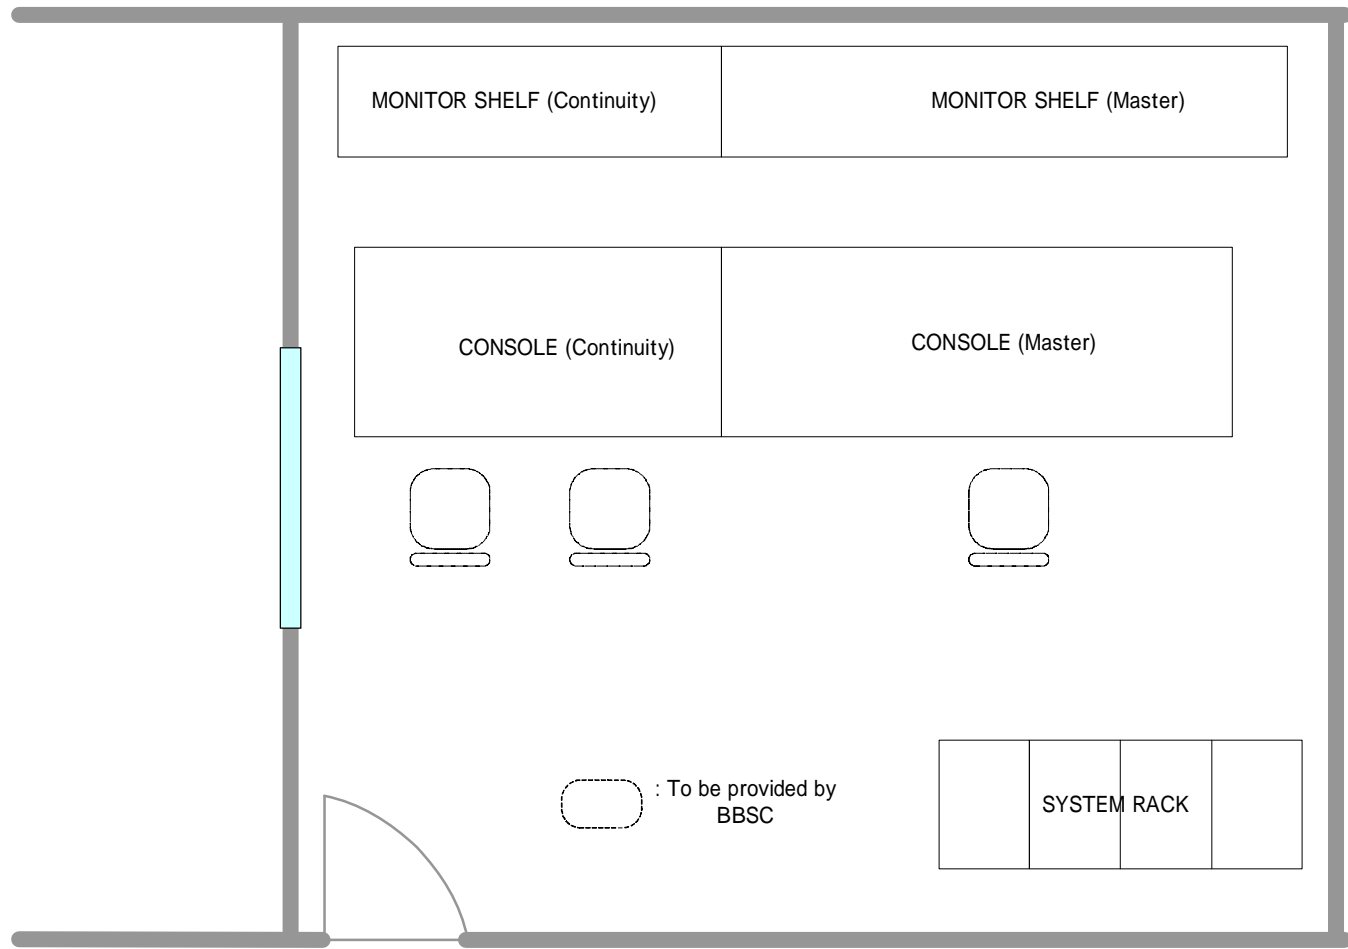 MONITOR SHELF (Continuity)
MONITOR SHELF (Master)
CONSOLE (Continuity)
CONSOLE (Master)
: To be provided by
BBSC
SYSTEM RACK